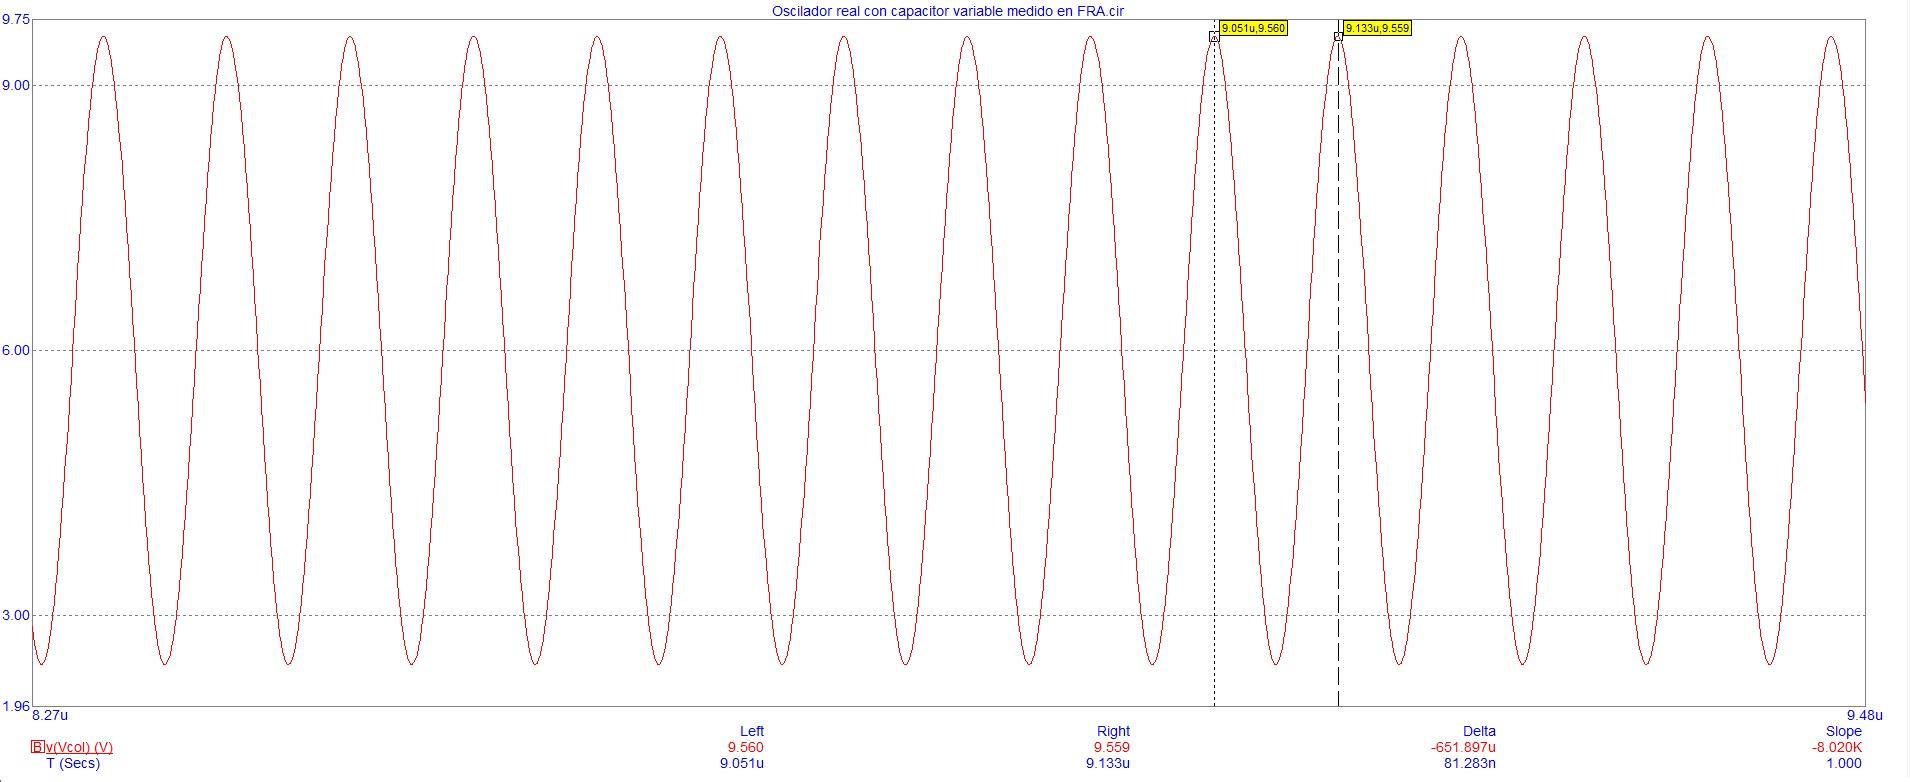 Oscilador real con capacitor variable medido en FRA.cir
9.75
9.051u,9.560
9.133u,9.559
9.00
6.00
3.00
1.96
8.27u
9.48u
Left Right Delta Slope
B v(Vcol) (V) 9.560 9.559 -651.897u -8.020K
T (Secs) 9.051u 9.133u 81.283n 1.000